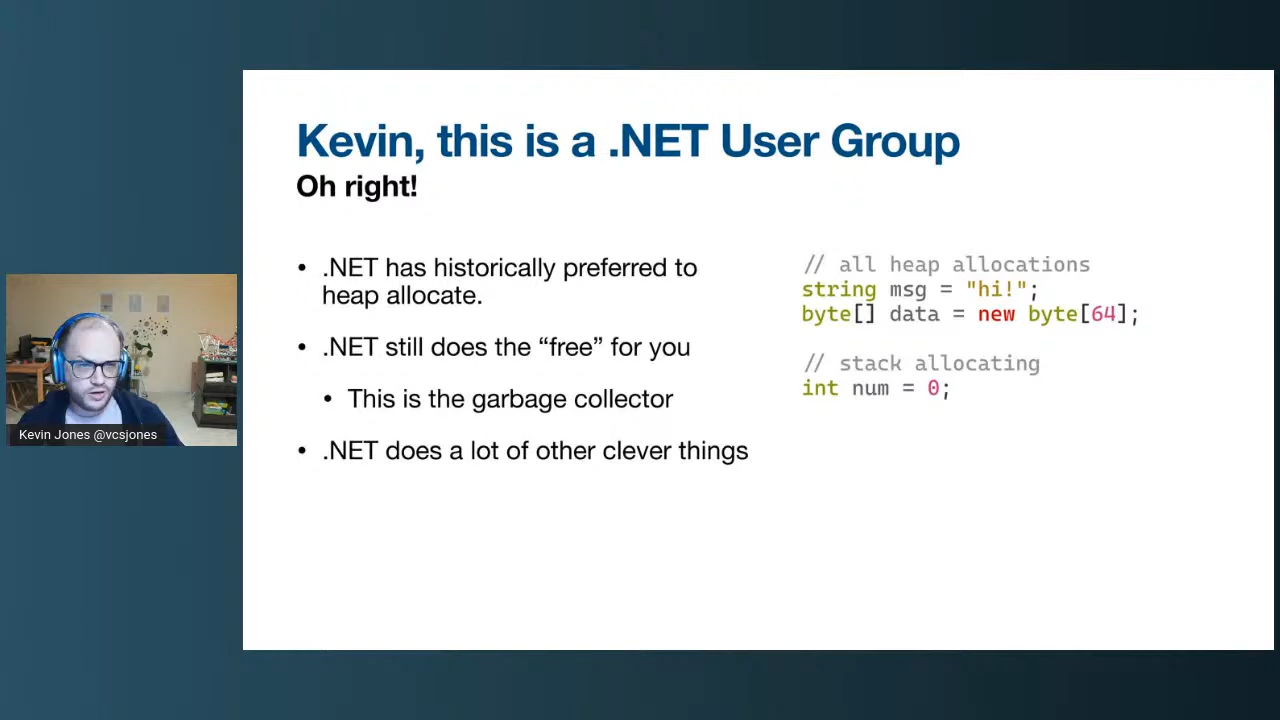 Kevin, this is a .NET User Group
Oh right!
• .NET has historically preferred to
heap allocate.
• .NET still does the “free” for you
• This is the garbage collector
• .NET does a lot of other clever things
// all heap allocations
string msg = "hi!";
byte[] data = new byte[64];
// stack allocating
int num = 0;
Kevin Jones @vcsjones